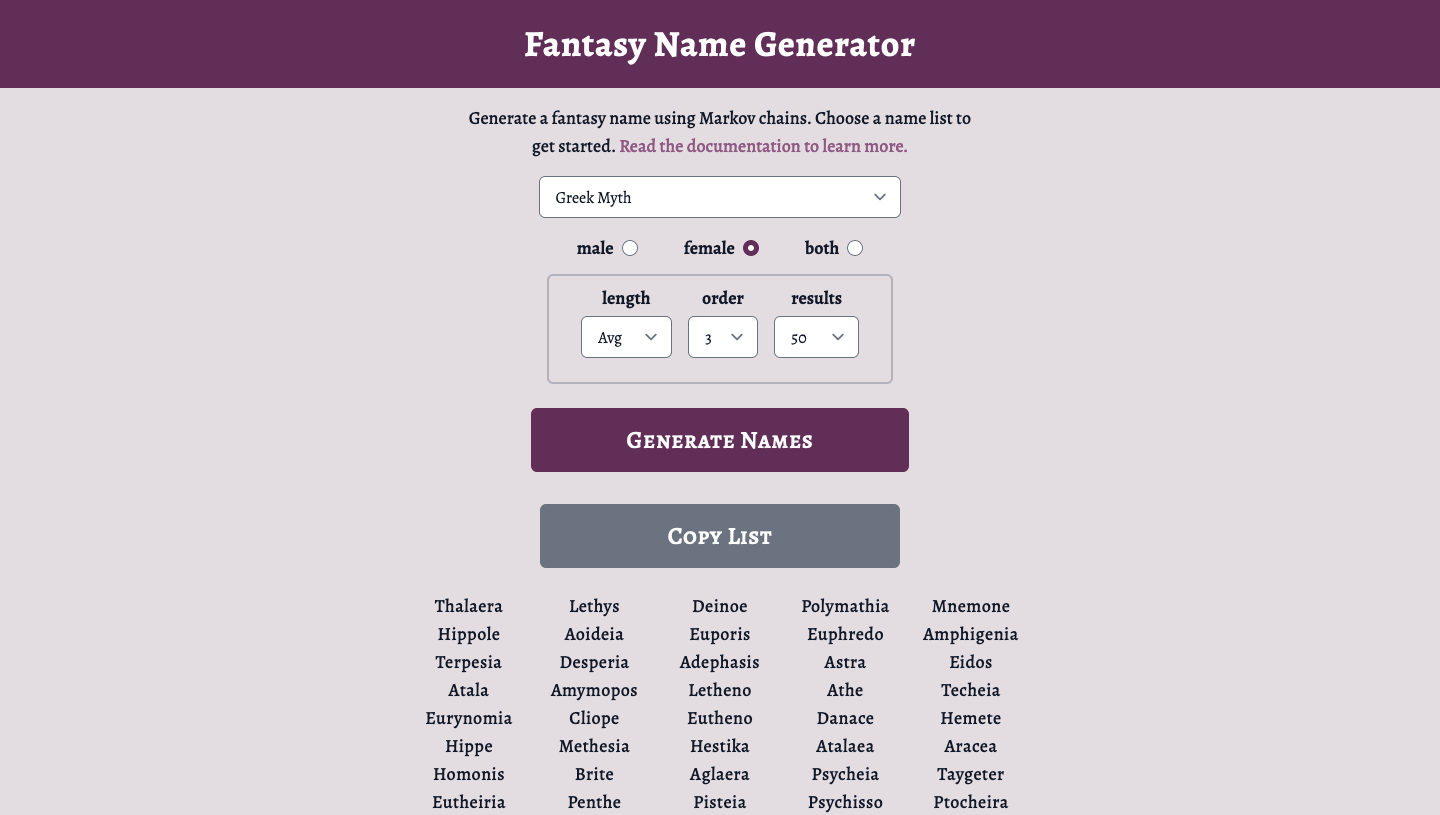 Fantasy Name Generator
Generate a fantasy name using Markov chains. Choose a name list to
get started. Read the documentation to learn more.
Greek Myth
male female both
length order results
Avg 3 50
Generate Names
Copy List
Thalaera Lethys Deinoe Polymathia Mnemone
Hippole Aoideia Euporis Euphredo Amphigenia
Terpesia Desperia Adephasis Astra Eidos
Atala Amymopos Letheno Athe Techeia
Eurynomia Cliope Eutheno Danace Hemete
Hippe Methesia Hestika Atalaea Aracea
Homonis Brite Aglaera Psycheia Taygeter
Eutheiria Penthe Pisteia Psychisso Ptocheira